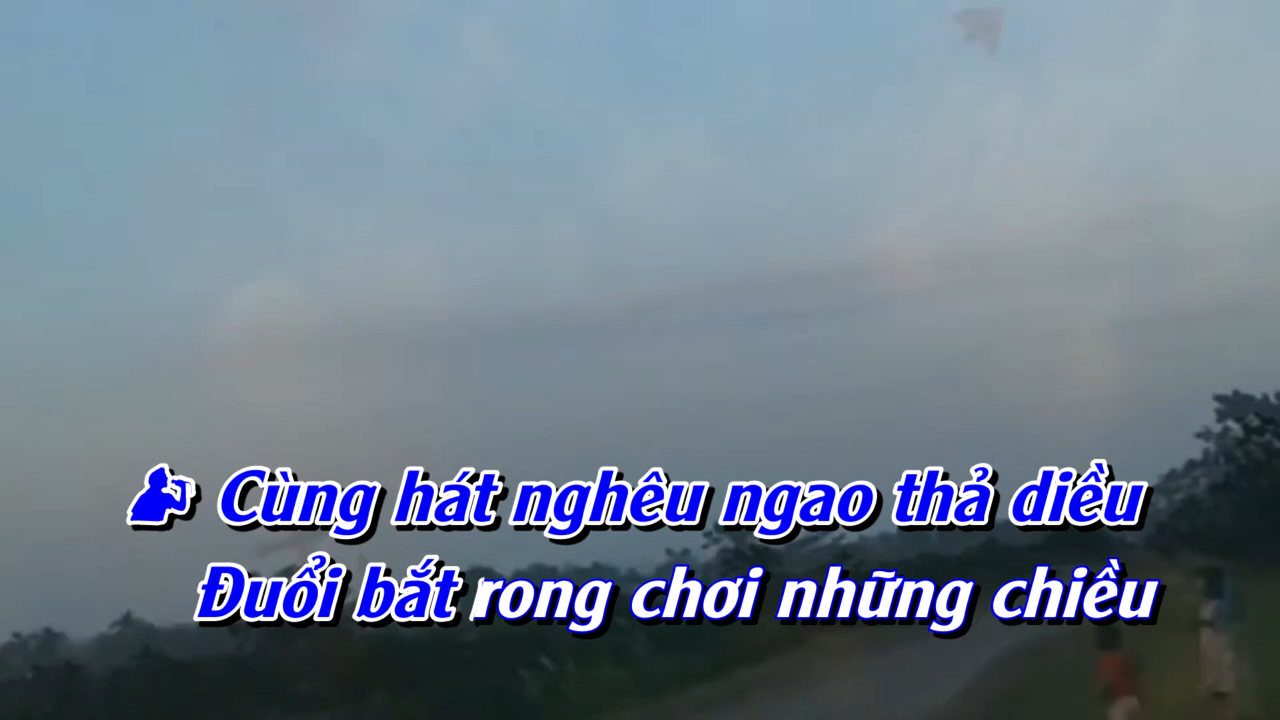 Cùng hát nghêu ngao thả diều
Đuổi bắt rong chơi những chiều